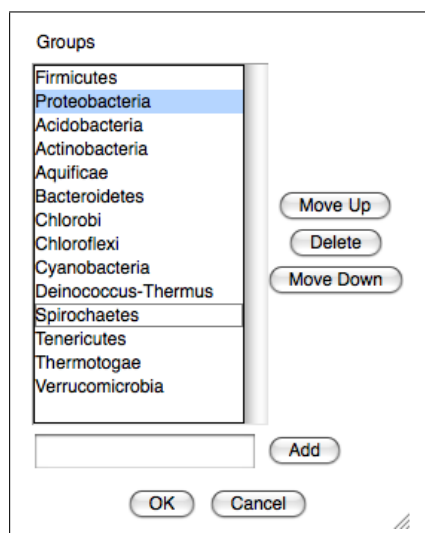 Groups
Firmicutes
Proteobacteria
Acidobacteria
Actinobacteria
Aquificae
Bacteroidetes
Chlorobi
Chloroflexi
Cyanobacteria
Deinococcus-Thermus
Spirochaetes
Tenericutes
Thermotogae
Verrucomicrobia
Move Up
Delete
Move Down
Add
OK Cancel